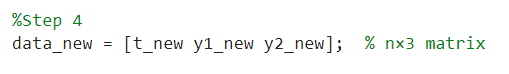 %Step 4
data_new = [t_new y1_new y2_new];  % n×3 matrix